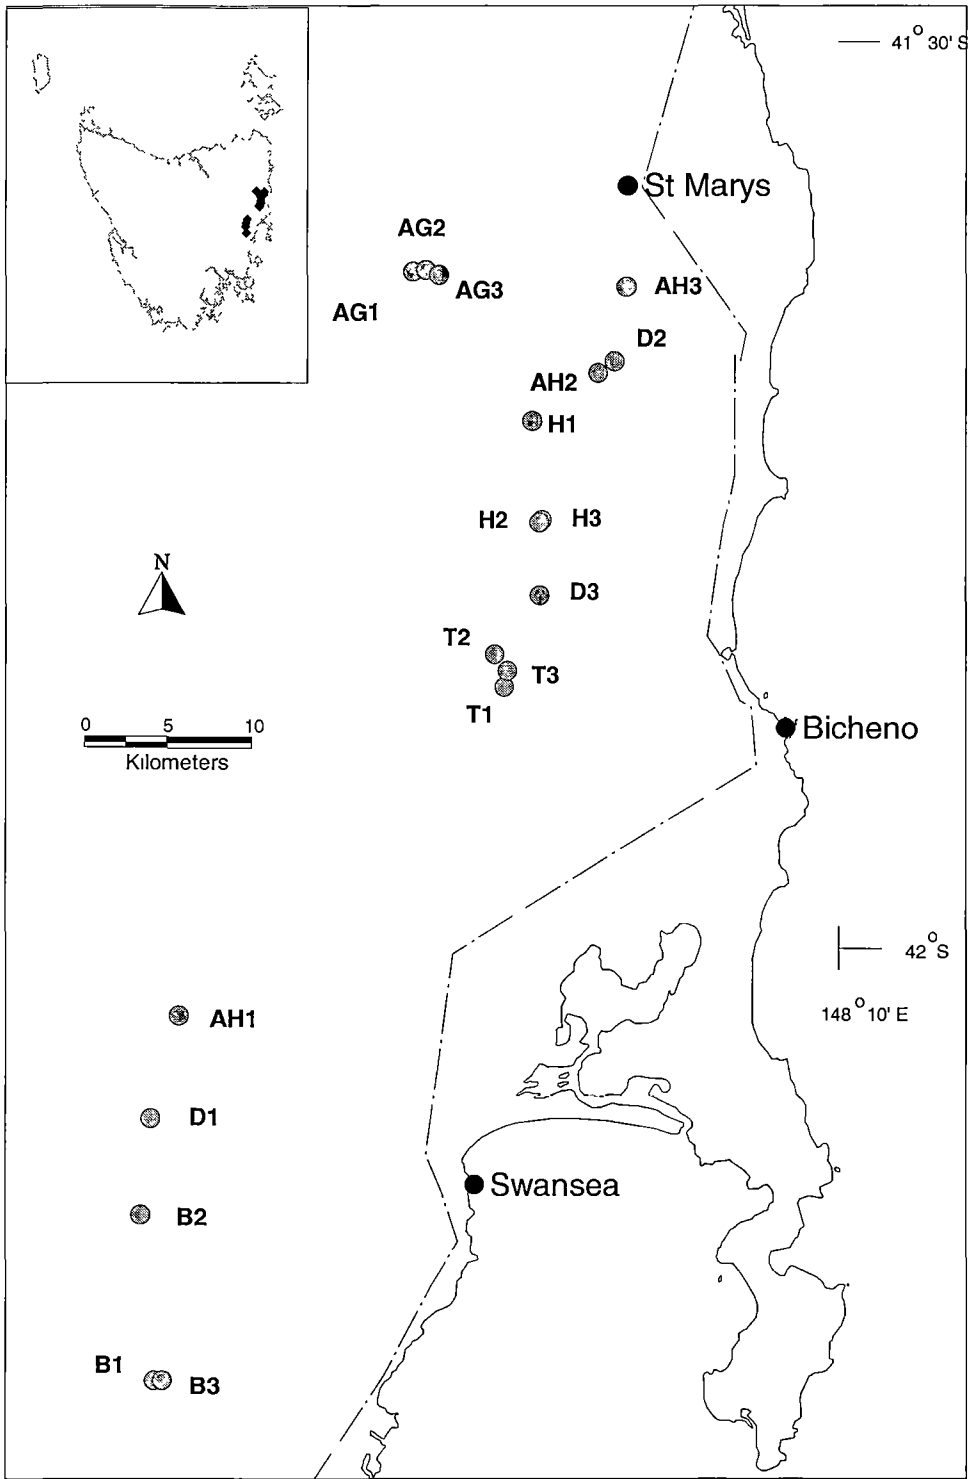 41° 30' S
St Marys
AG2
AG3
AH3
AG1
D2
AH2
H1
H2
H3
N
D3
T2
T3
T1
0 5 10
Kilometers
Bicheno
42°S
148° 10' E
AH1
D1
Swansea
B2
B1
B3